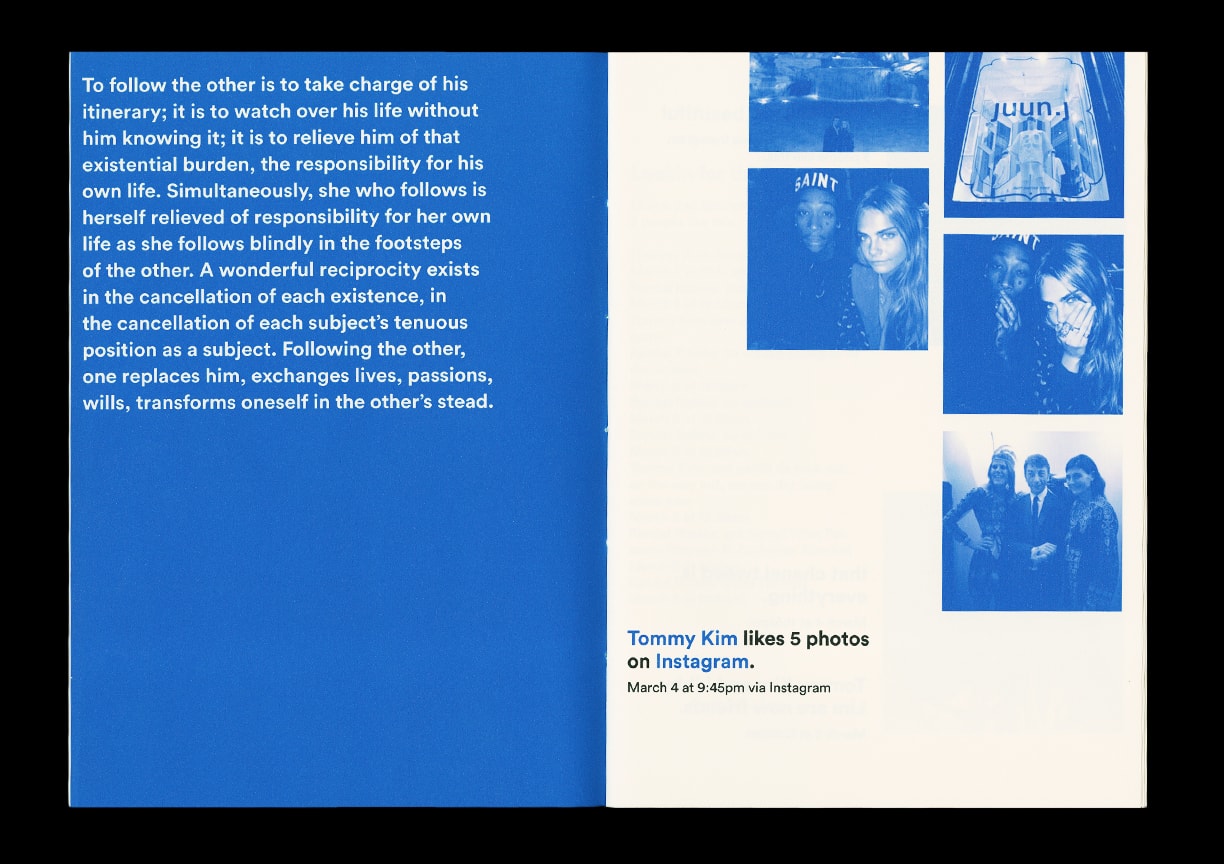 To follow the other is to take charge of his
itinerary; it is to watch over his life without
him knowing it; it is to relieve him of that
existential burden, the responsibility for his
own life. Simultaneously, she who follows is
herself relieved of responsibility for her own
life as she follows blindly in the footsteps
of the other. A wonderful reciprocity exists
in the cancellation of each existence, in
the cancellation of each subject’s tenuous
position as a subject. Following the other,
one replaces him, exchanges lives, passions,
wills, transforms oneself in the other’s stead.
juun.j
SAINT
SAINT
Tommy Kim likes 5 photos
on Instagram.
March 4 at 9:45pm via Instagram